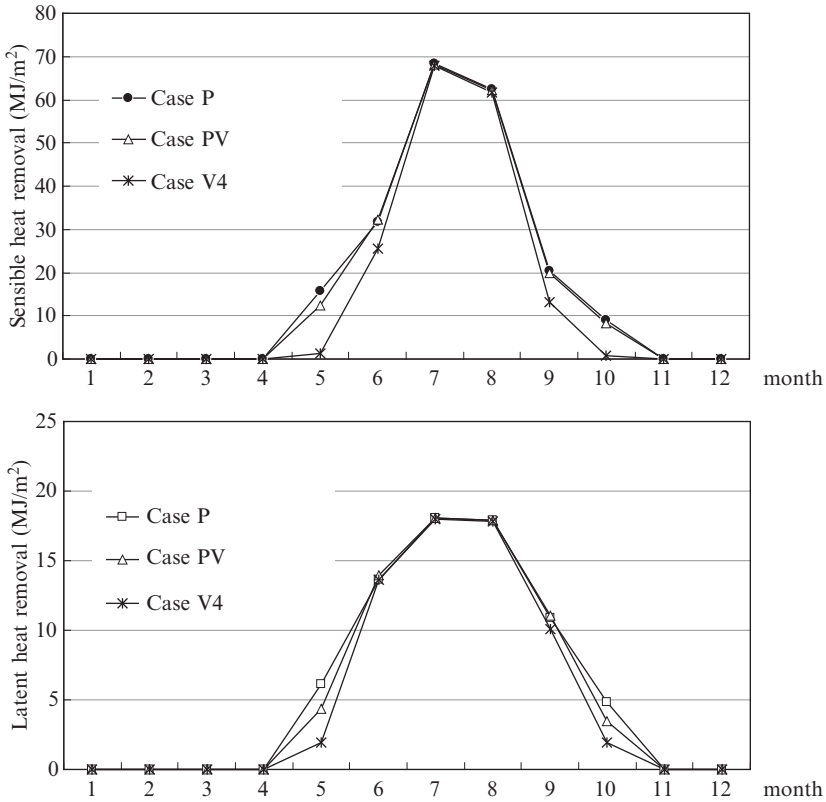 Sensible heat removal (MJ/m²)
80
70
60
50
40
30
20
10
0
Case P
Case PV
Case V4
1 2 3 4 5 6 7 8 9 10 11 12 month
Latent heat removal (MJ/m²)
25
20
15
10
5
0
Case P
Case PV
Case V4
1 2 3 4 5 6 7 8 9 10 11 12 month